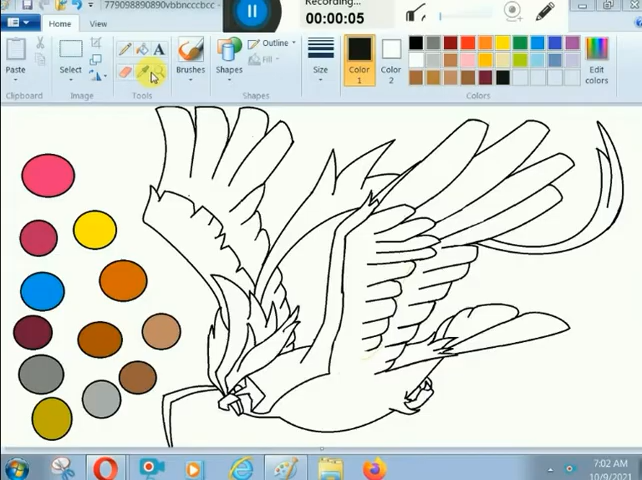 779098890890vbbncccbcc
Recording...
00:00:05
Home
View
Paste
Select
A
Brushes
Shapes
Outline
Fill
Size
Color
1
Color
2
Edit
colors
Clipboard
Image
Tools
Shapes
Colors
7:02 AM
10/9/2021